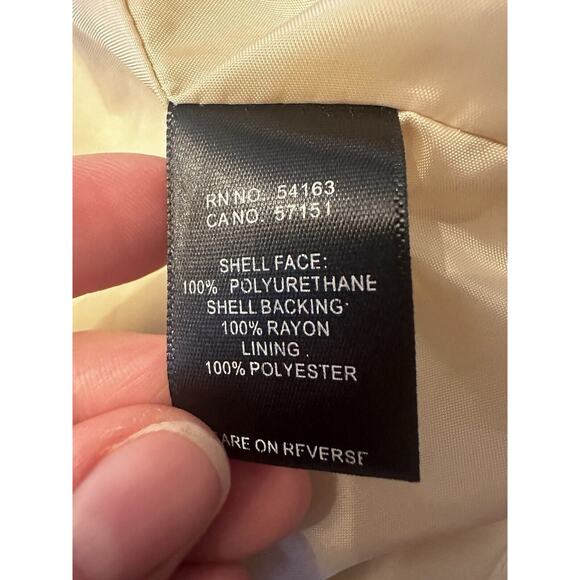 RN NO. 54163
CA NO. 57151
SHELL FACE:
100% POLYURETHANE
SHELL BACKING
100% RAYON
LINING
100% POLYESTER
ARE ON REVERSE